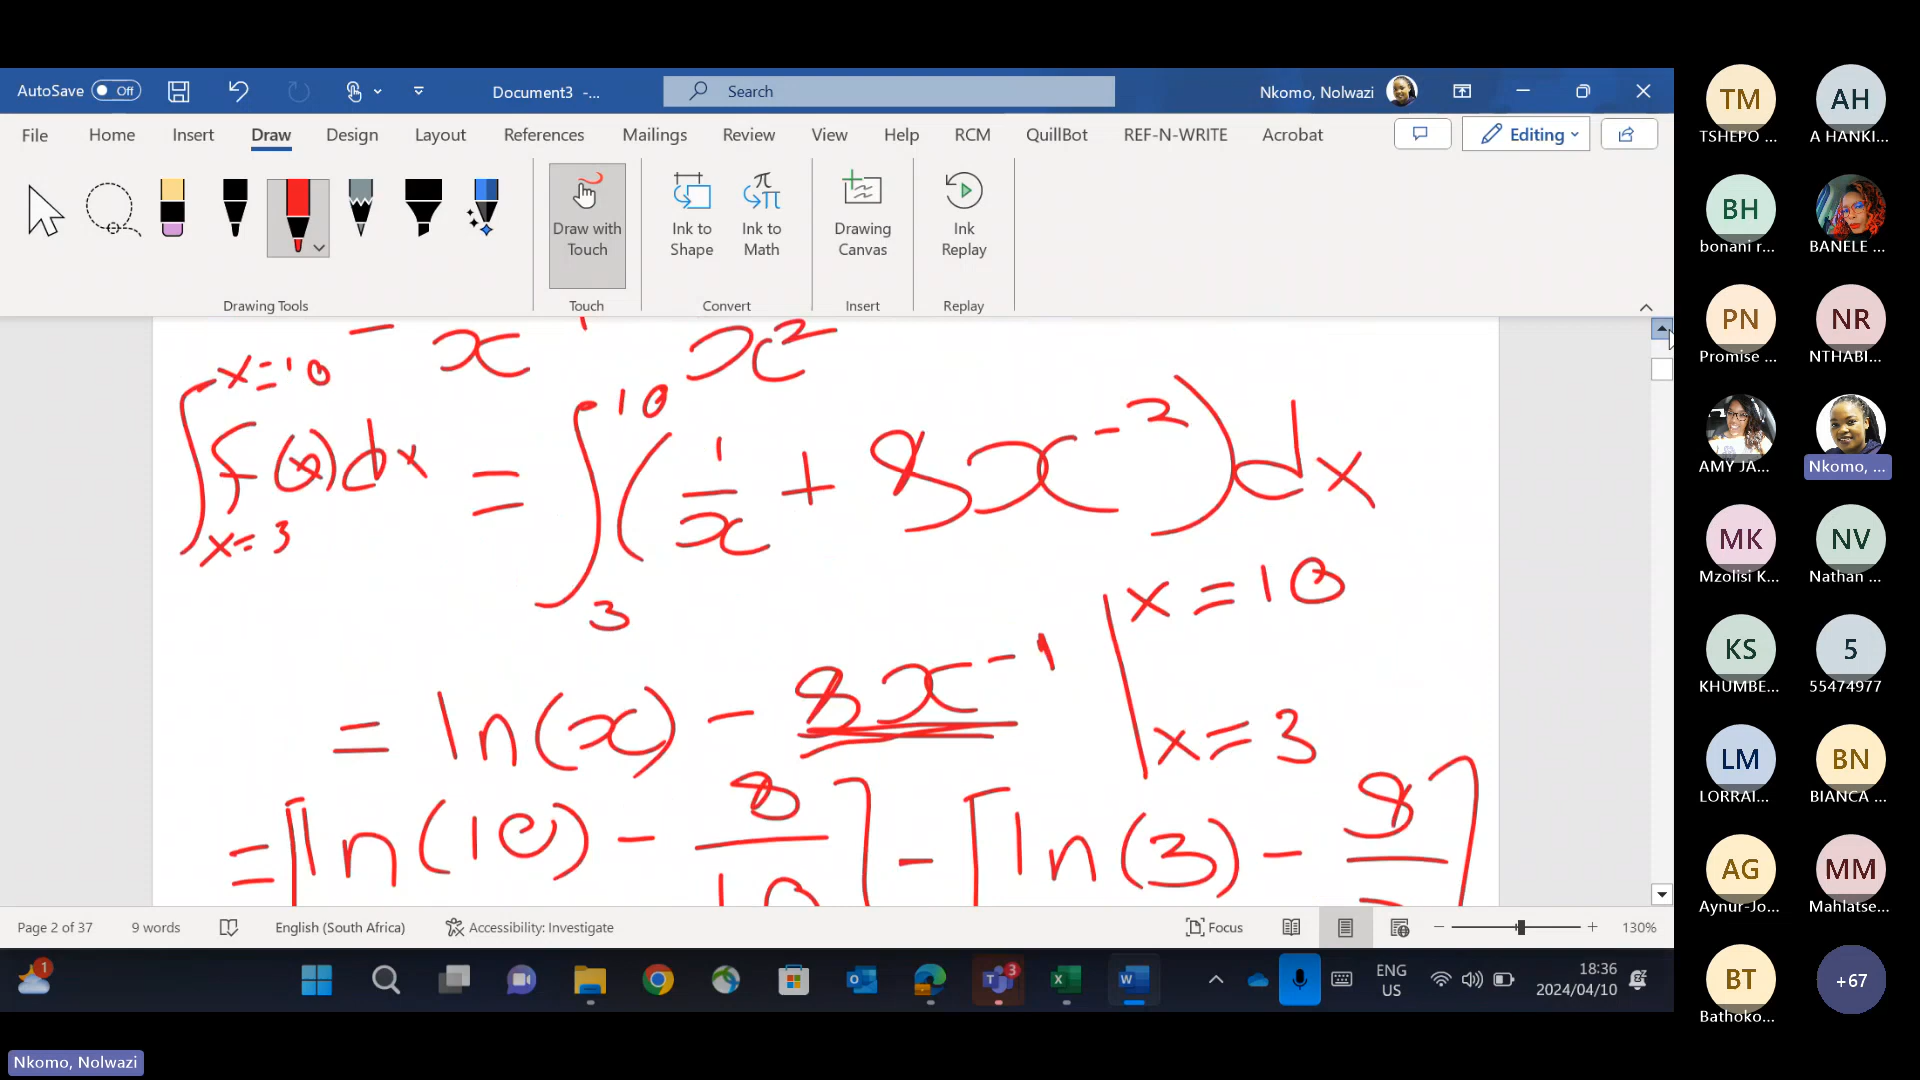 AutoSave Off Document3 -... Search Nkomo, Nolwazi
File Home Insert Draw Design Layout References Mailings Review View Help RCM QuillBot REF-N-WRITE Acrobat Editing
Draw with Touch
Ink to Shape
Ink to Math
Drawing Canvas
Ink Replay
Drawing Tools Touch Convert Insert Replay
x x²
∫ x=10 x=3 f(x)dx = ∫ 10 3 (1/x + 8x⁻²)dx
= ln(x) - 8x⁻¹ | x=10 x=3
= [ln(10) - 8/10] - [ln(3) - 8
Page 2 of 37 9 words English (South Africa) Accessibility: Investigate Focus 130%
1 3 ENG US 18:36 2024/04/10
Nkomo, Nolwazi
TM AH
TSHEPO ... A HANKI...
BH
bonani r... BANELE ...
PN NR
Promise ... NTHABI...
AMY JA... Nkomo, ...
MK NV
Mzolisi K... Nathan ...
KS 5
KHUMBE... 55474977
LM BN
LORRAI... BIANCA ...
AG MM
Aynur-Jo... Mahlatse...
BT +67
Bathoko...